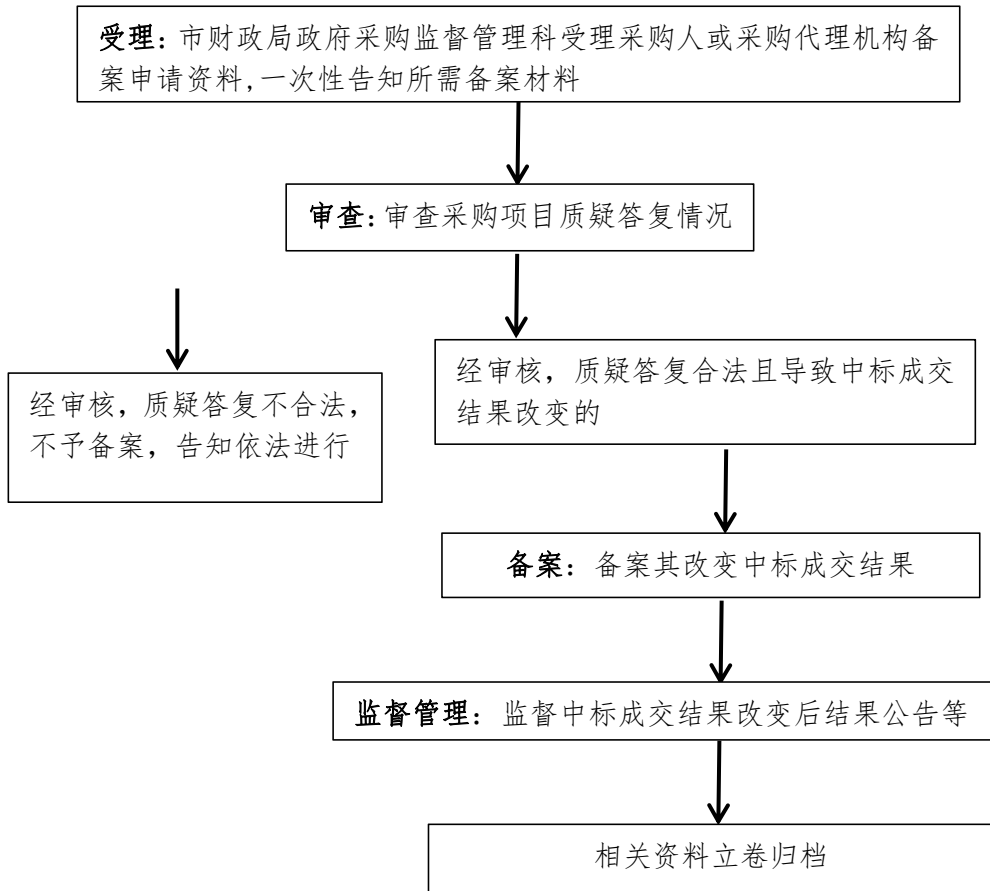 受理：市财政局政府采购监督管理科受理采购人或采购代理机构备
案申请资料,一次性告知所需备案材料
审查：审查采购项目质疑答复情况
经审核，质疑答复不合法，
不予备案，告知依法进行
经审核，质疑答复合法且导致中标成交
结果改变的
备案：备案其改变中标成交结果
监督管理：监督中标成交结果改变后结果公告等
相关资料立卷归档